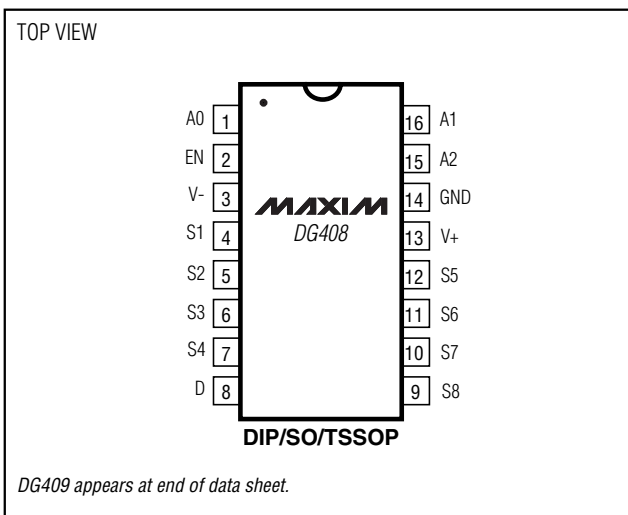 TOP VIEW
A0 1 16 A1
EN 2 15 A2
V- 3 MAXIM 14 GND
S1 4 DG408 13 V+
S2 5 12 S5
S3 6 11 S6
S4 7 10 S7
D 8 9 S8
DIP/SO/TSSOP
DG409 appears at end of data sheet.